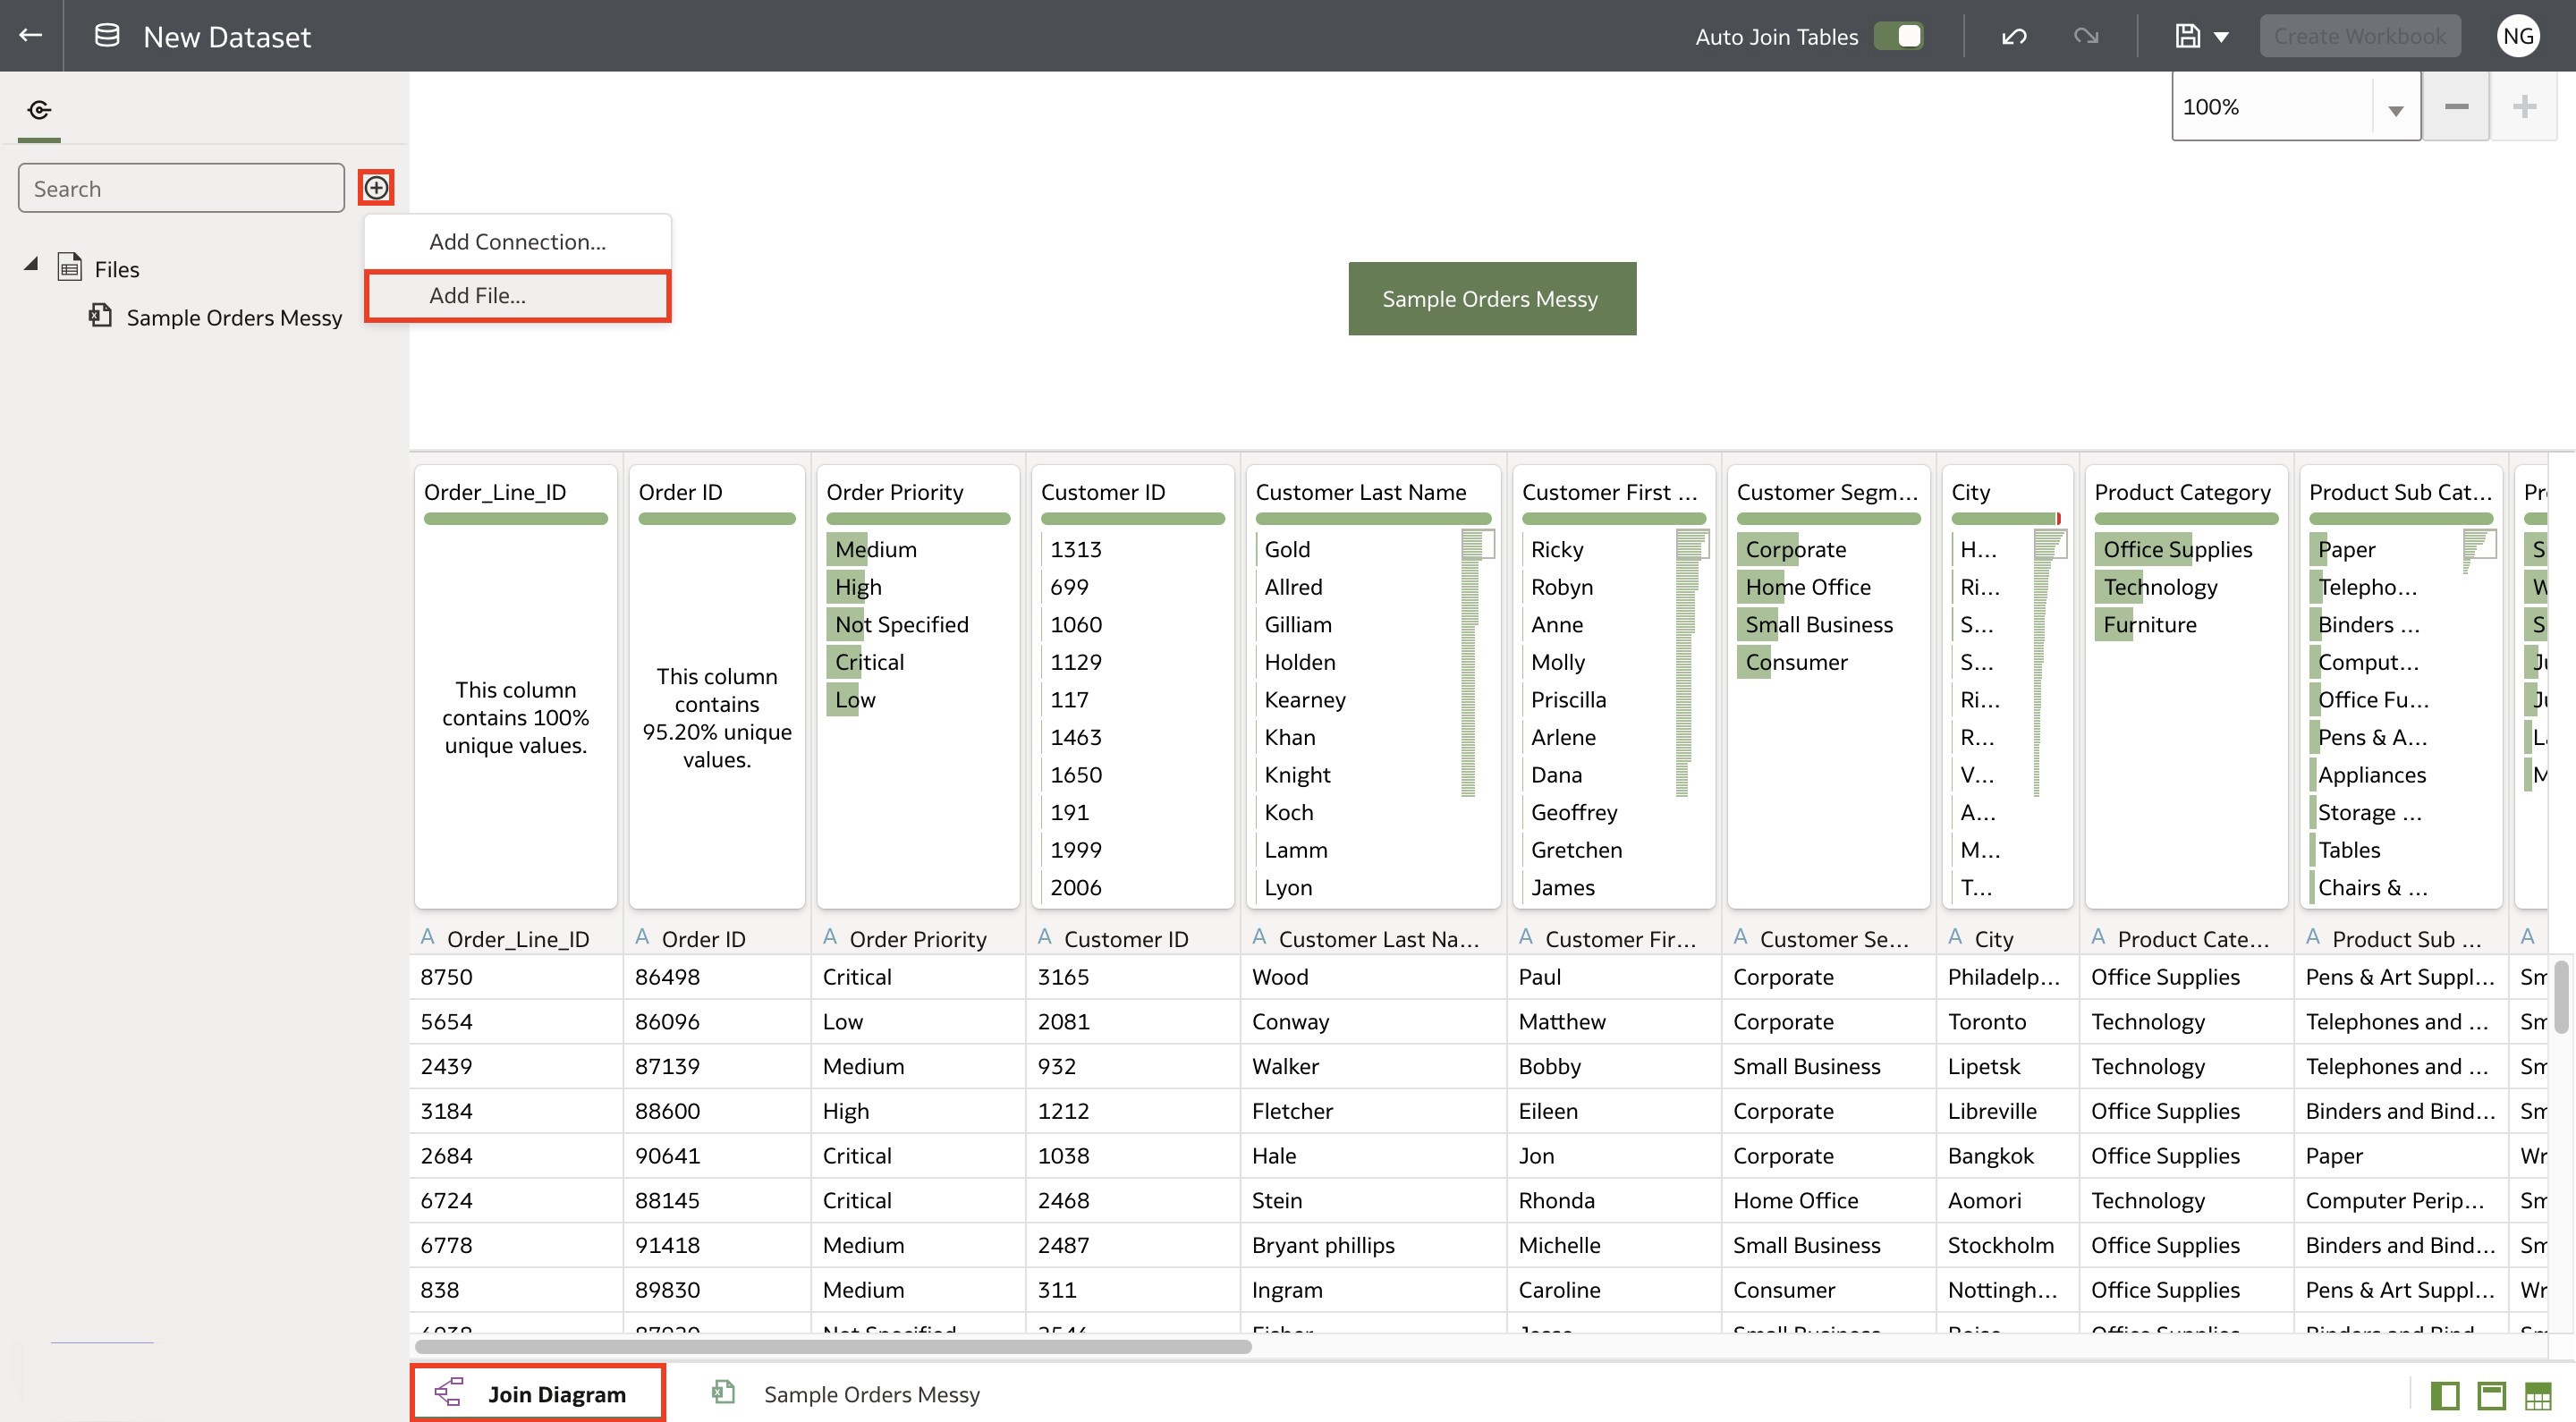 New Dataset
Auto Join Tables
Create Workbook
NG
100%
Search
Add Connection...
Add File...
Files
Sample Orders Messy
Sample Orders Messy
Order_Line_ID
This column
contains 100%
unique values.
Order ID
This column
contains
95.20% unique
values.
Order Priority
Medium
High
Not Specified
Critical
Low
Customer ID
1313
699
1060
1129
117
1463
1650
191
1999
2006
Customer Last Name
Gold
Allred
Gilliam
Holden
Kearney
Khan
Knight
Koch
Lamm
Lyon
Customer First ...
Ricky
Robyn
Anne
Molly
Priscilla
Arlene
Dana
Geoffrey
Gretchen
James
Customer Segm...
Corporate
Home Office
Small Business
Consumer
City
H...
Ri...
S...
S...
Ri...
R...
V...
A...
M...
T...
Product Category
Office Supplies
Technology
Furniture
Product Sub Cat...
Paper
Telepho...
Binders ...
Comput...
Office Fu...
Pens & A...
Appliances
Storage ...
Tables
Chairs & ...
A Order_Line_ID A Order ID A Order Priority A Customer ID A Customer Last Na... A Customer Fir... A Customer Se... A City A Product Cate... A Product Sub ... A
8750 86498 Critical 3165 Wood Paul Corporate Philadelp... Office Supplies Pens & Art Suppl... Sm
5654 86096 Low 2081 Conway Matthew Corporate Toronto Technology Telephones and ... Sm
2439 87139 Medium 932 Walker Bobby Small Business Lipetsk Technology Telephones and ... Sm
3184 88600 High 1212 Fletcher Eileen Corporate Libreville Office Supplies Binders and Bind... Sm
2684 90641 Critical 1038 Hale Jon Corporate Bangkok Office Supplies Paper Wr
6724 88145 Critical 2468 Stein Rhonda Home Office Aomori Technology Computer Perip... Sm
6778 91418 Medium 2487 Bryant phillips Michelle Small Business Stockholm Office Supplies Binders and Bind... Sm
838 89830 Medium 311 Ingram Caroline Consumer Nottingh... Office Supplies Pens & Art Suppl... Wr
Join Diagram
Sample Orders Messy